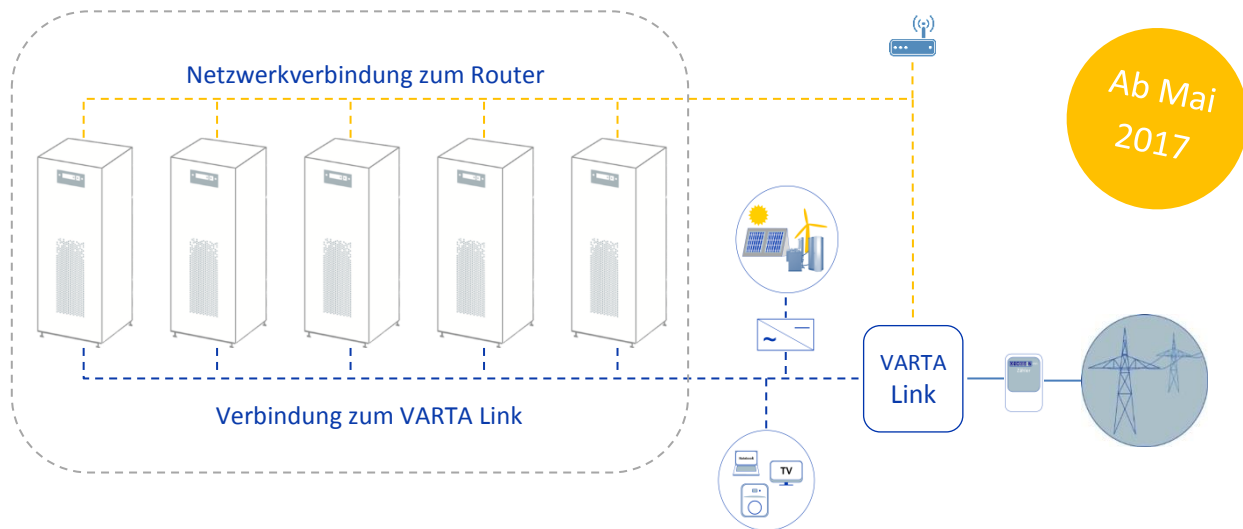 Netzwerkverbindung zum Router
Ab Mai
2017
VARTA
Link
Verbindung zum VARTA Link
TV